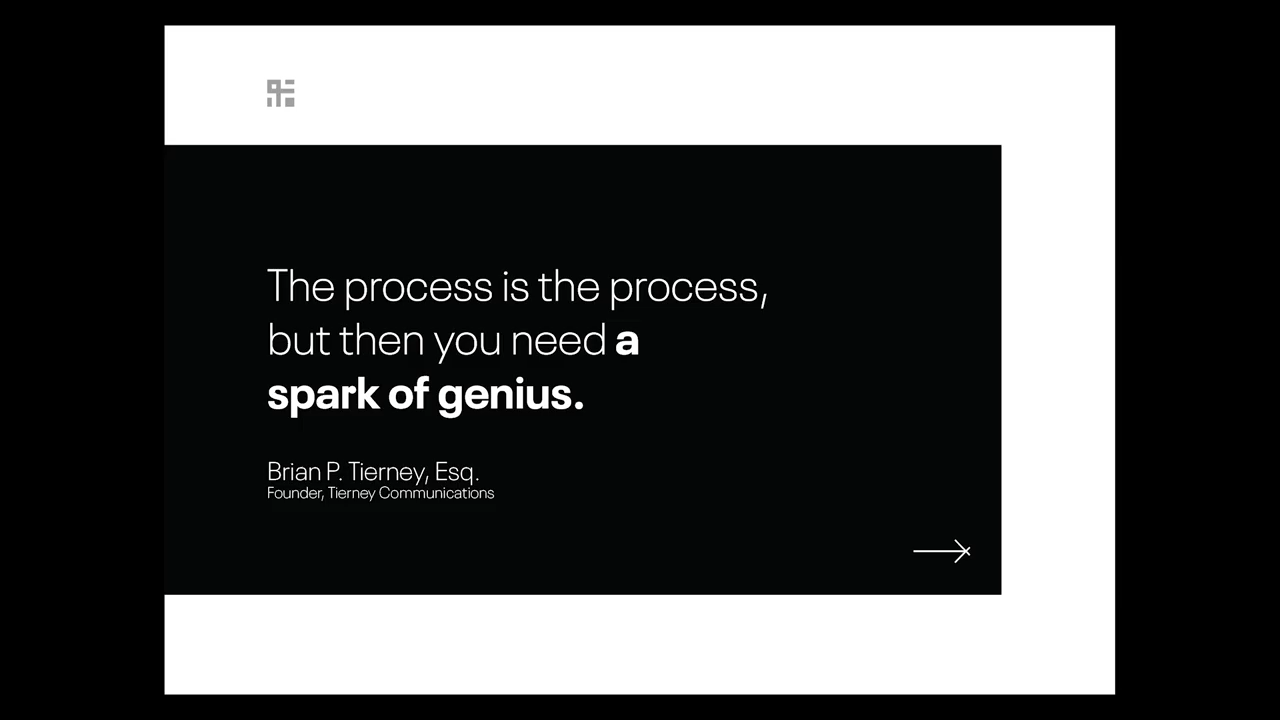 The process is the process,
but then you need a
spark of genius.
Brian P. Tierney, Esq.
Founder, Tierney Communications